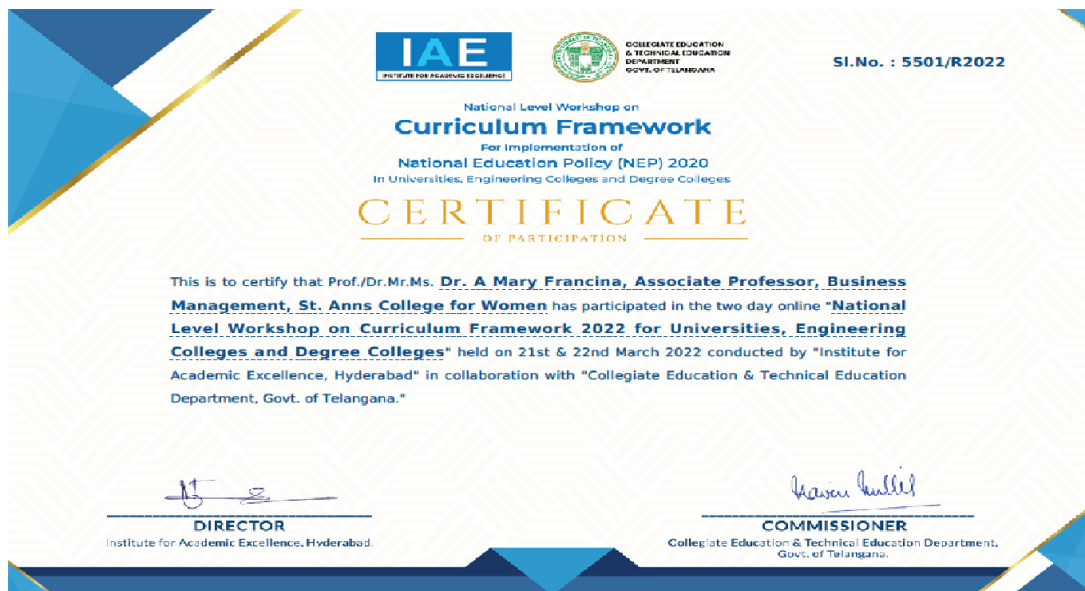 IAE
INSTITUTE FOR ACADEMIC EXCELLENCE
COLLEGIATE EDUCATION
& TECHNICAL EDUCATION
DEPARTMENT
GOVT. OF TELANGANA
Sl.No. : 5501/R2022
National Level Workshop on
Curriculum Framework
For Implementation of
National Education Policy (NEP) 2020
In Universities, Engineering Colleges and Degree Colleges
CERTIFICATE
OF PARTICIPATION
This is to certify that Prof./Dr.Mr.Ms. Dr. A Mary Francina, Associate Professor, Business
Management, St. Anns College for Women has participated in the two day online "National
Level Workshop on Curriculum Framework 2022 for Universities, Engineering
Colleges and Degree Colleges" held on 21st & 22nd March 2022 conducted by "Institute for
Academic Excellence, Hyderabad" in collaboration with "Collegiate Education & Technical Education
Department, Govt. of Telangana."
DIRECTOR
Institute for Academic Excellence, Hyderabad.
COMMISSIONER
Collegiate Education & Technical Education Department,
Govt. of Telangana.